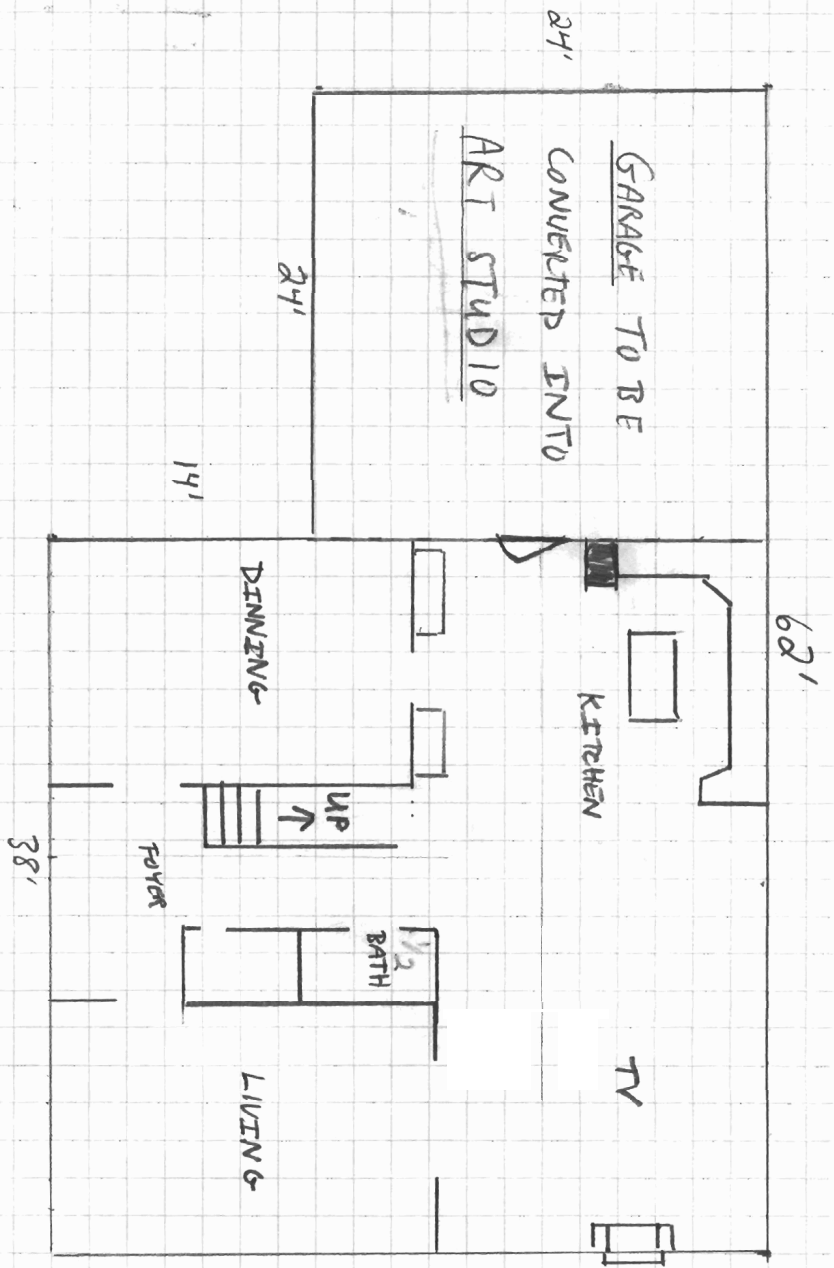 24'
62'
GARAGE TO BE
CONVERTED INTO
ART STUDIO
24'
14'
KITCHEN
TV
DINNING
UP
1/2
BATH
FOYER
LIVING
38'